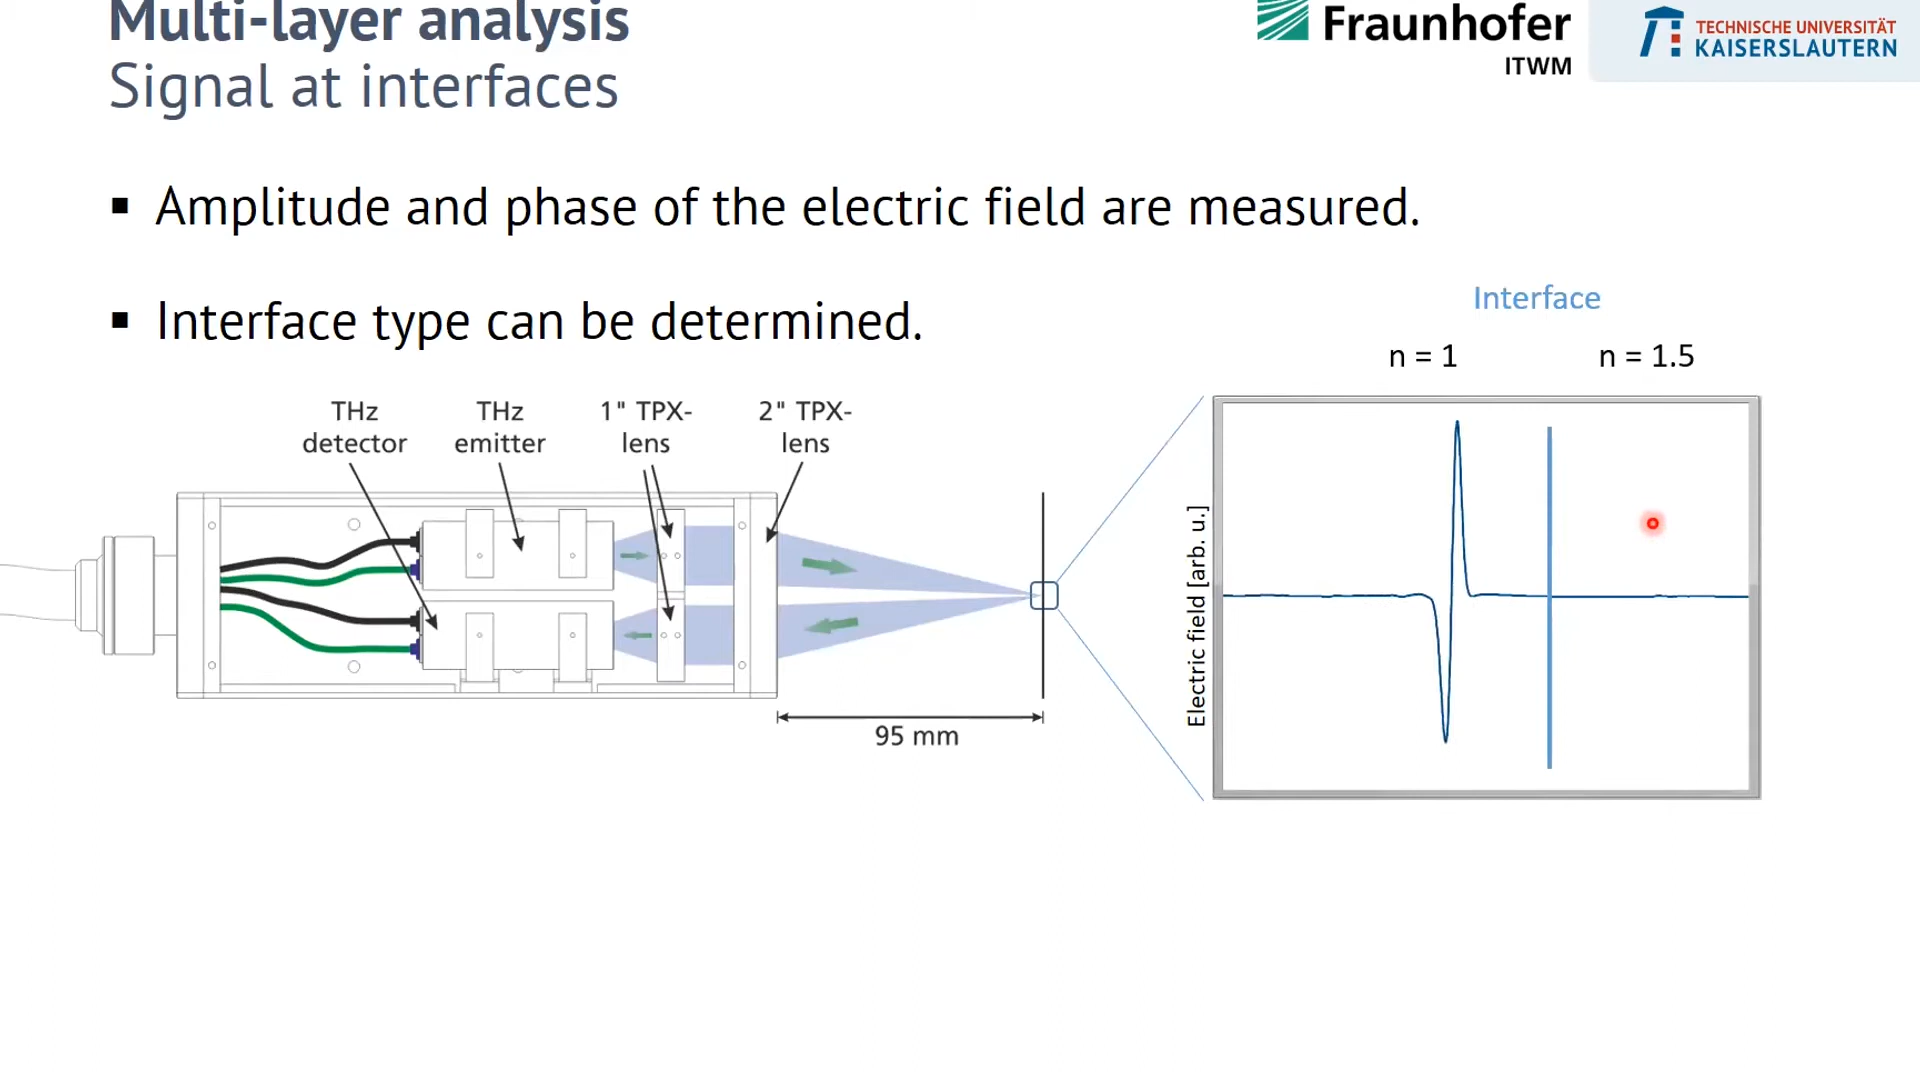 Multi-layer analysis
Signal at interfaces
Fraunhofer
ITWM
TECHNISCHE UNIVERSITÄT
KAISERSLAUTERN
▪ Amplitude and phase of the electric field are measured.
▪ Interface type can be determined.
Interface
n = 1
n = 1.5
THz
detector
THz
emitter
1" TPX-
lens
2" TPX-
lens
95 mm
Electric field [arb. u.]